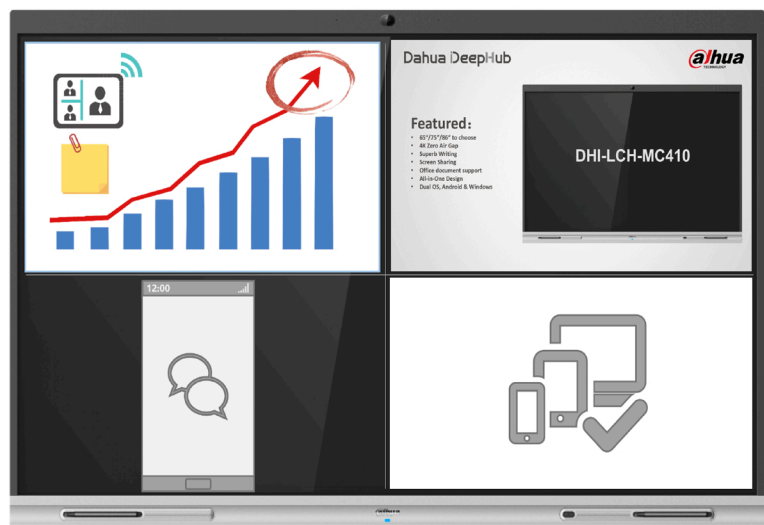 Dahua DeepHub
alhua
TECHNOLOGY
Featured:
• 65"/75"/86" to choose
• 4K Zero Air Gap
• Superb Writing
• Screen Sharing
• Office document support
• All-in-One Design
• Dual OS, Android & Windows
DHI-LCH-MC410
12:00